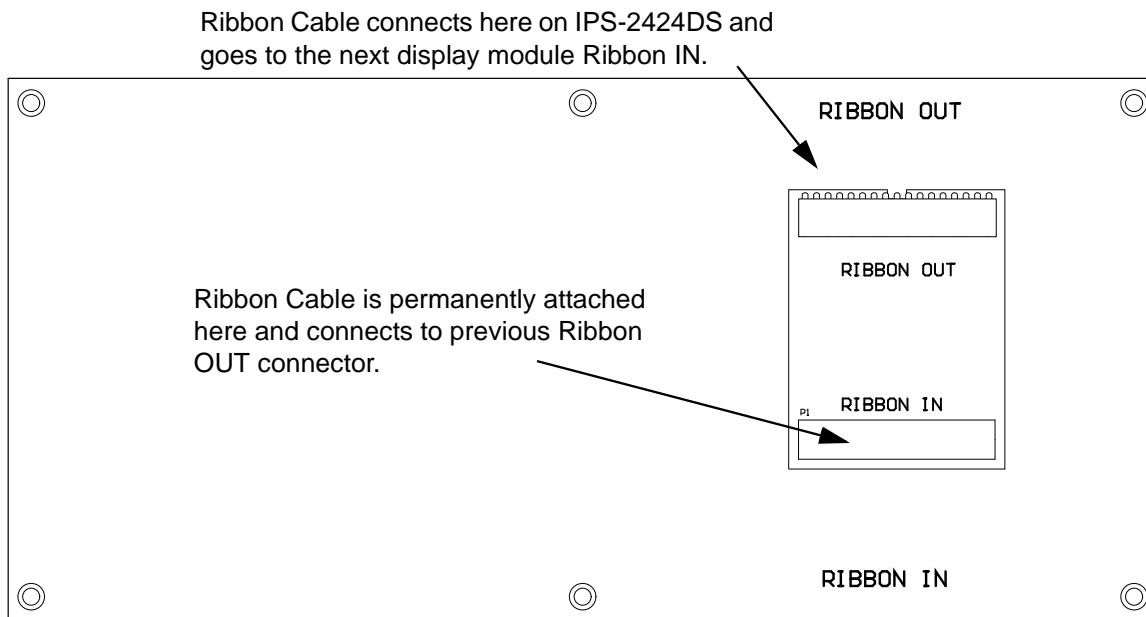 Ribbon Cable connects here on IPS-2424DS and
goes to the next display module Ribbon IN.
RIBBON OUT
RIBBON OUT
Ribbon Cable is permanently attached
here and connects to previous Ribbon
OUT connector.
P1
RIBBON IN
RIBBON IN